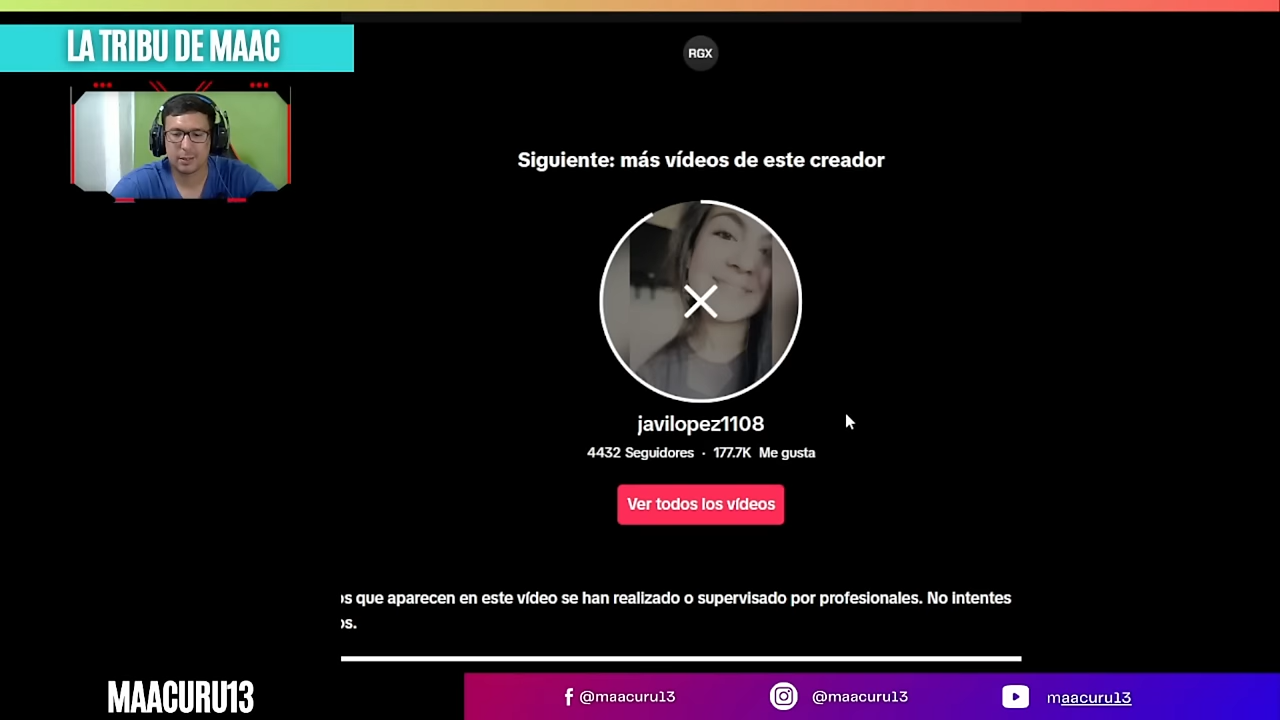 LA TRIBU DE MAAC
RGX
Siguiente: más vídeos de este creador
javilopez1108
4432 Seguidores · 177.7K Me gusta
Ver todos los vídeos
os que aparecen en este vídeo se han realizado o supervisado por profesionales. No intentes
os.
MAACURU13
@maacuru13
@maacuru13
maacuru13